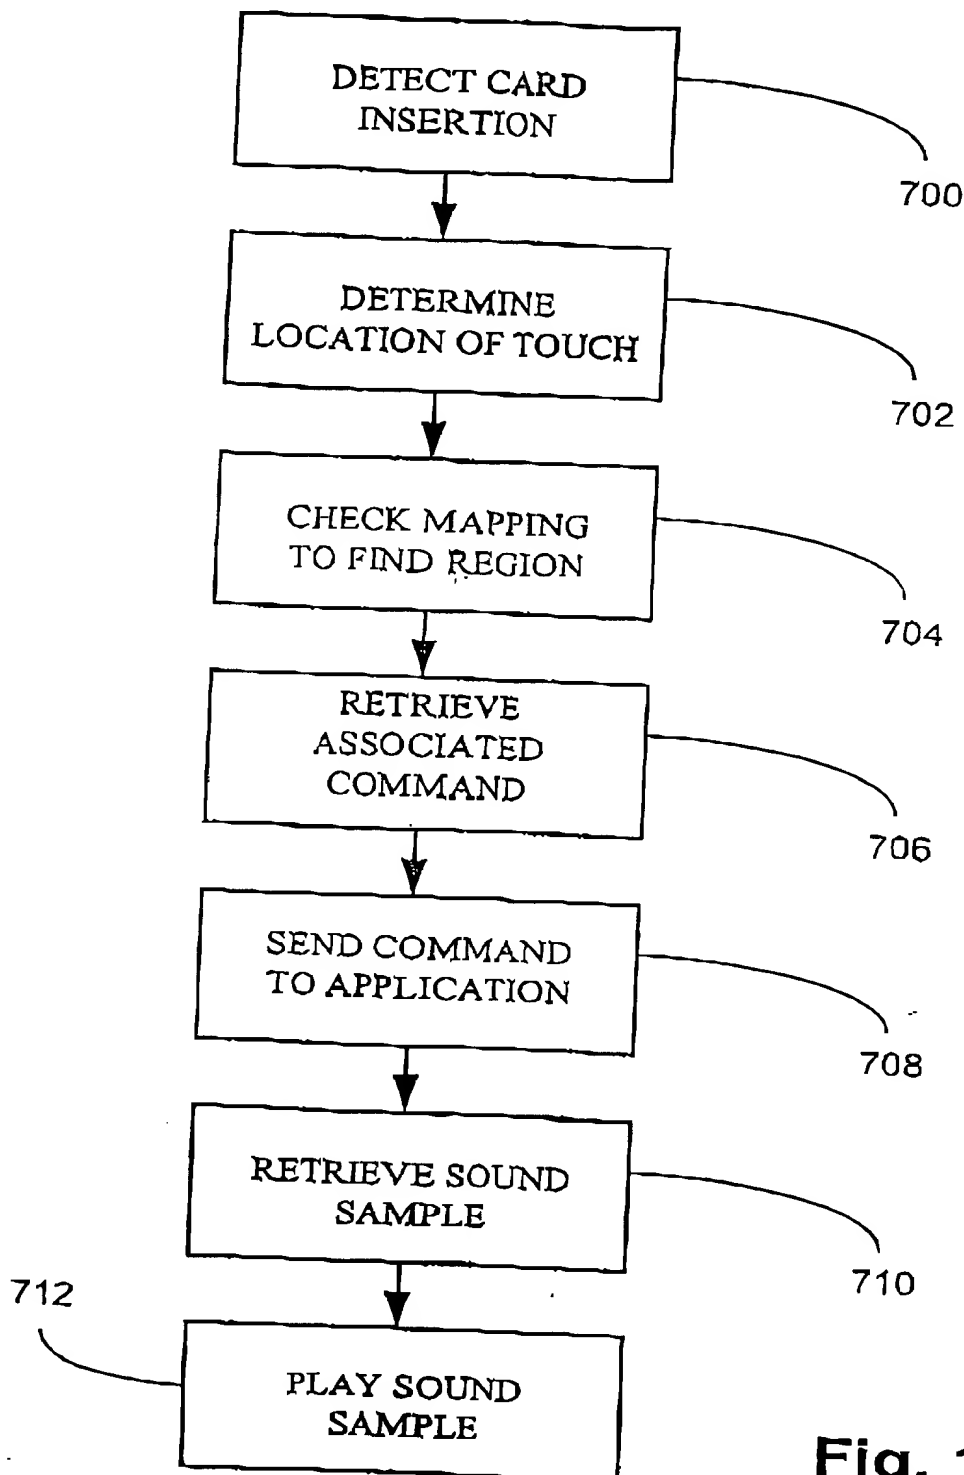 DETECT CARD
INSERTION
700
DETERMINE
LOCATION OF TOUCH
702
CHECK MAPPING
TO FIND REGION
704
RETRIEVE
ASSOCIATED
COMMAND
706
SEND COMMAND
TO APPLICATION
708
RETRIEVE SOUND
SAMPLE
710
712
PLAY SOUND
SAMPLE
Fig.